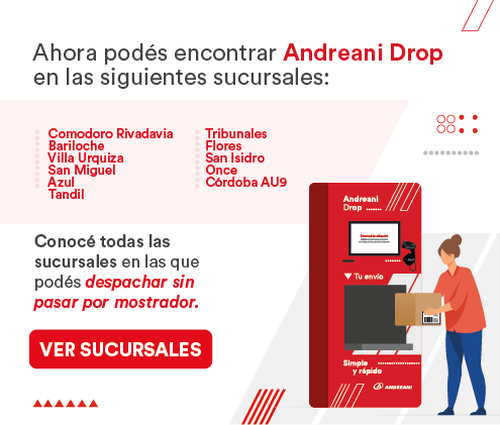 Ahora podés encontrar Andreani Drop
en las siguientes sucursales:
Comodoro Rivadavia
Bariloche
Villa Urquiza
San Miguel
Azul
Tandil
Tribunales
Flores
San Isidro
Once
Córdoba AU9
Conocé todas las
sucursales en las que
podés despachar sin
pasar por mostrador.
VER SUCURSALES
Andreani
Drop
Tu envío
Simple
y rápido
ANDREANI